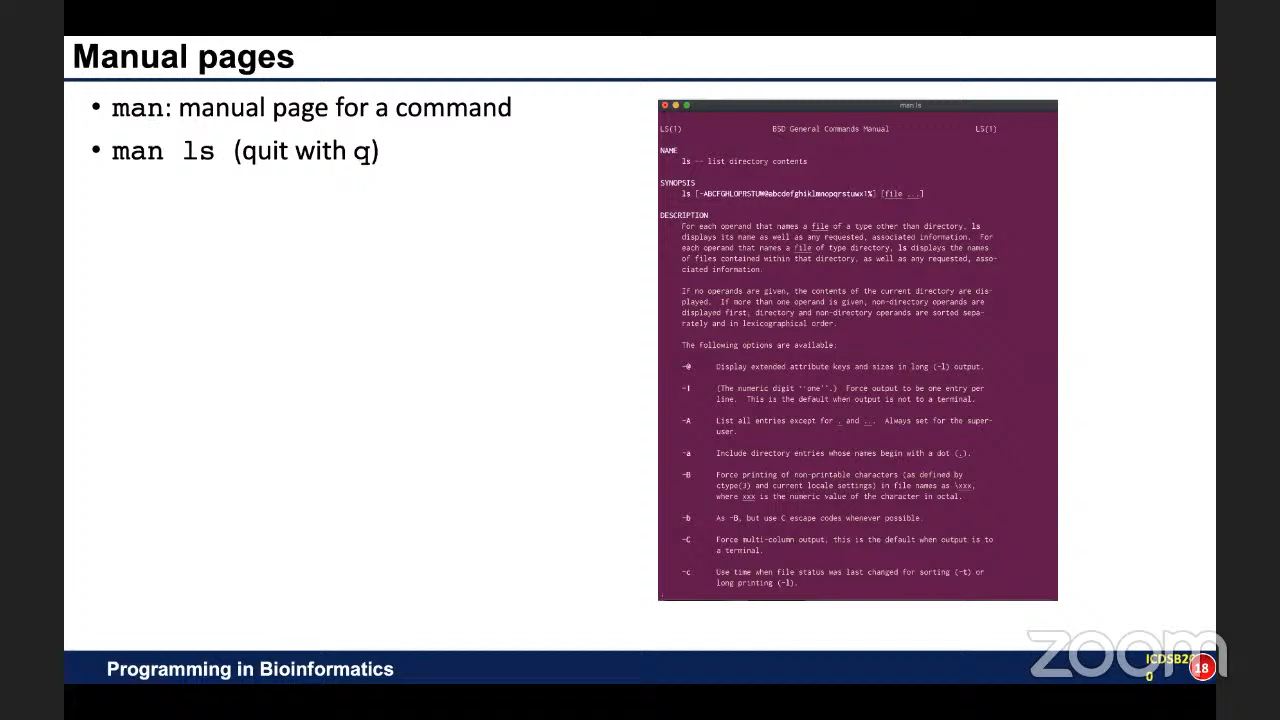 Manual pages
• man: manual page for a command
• man ls (quit with q)
man ls
LS(1) BSD General Commands Manual LS(1)
NAME
ls -- list directory contents
SYNOPSIS
ls [-ABCFGHLOPRSTUW@abcdefghiklmnopqrstuwx1%] [file ...]
DESCRIPTION
For each operand that names a file of a type other than directory, ls
displays its name as well as any requested, associated information. For
each operand that names a file of type directory, ls displays the names
of files contained within that directory, as well as any requested, asso-
ciated information.
If no operands are given, the contents of the current directory are dis-
played. If more than one operand is given, non-directory operands are
displayed first; directory and non-directory operands are sorted sepa-
rately and in lexicographical order.
The following options are available:
-@ Display extended attribute keys and sizes in long (-l) output.
-1 (The numeric digit ``one''.) Force output to be one entry per
line. This is the default when output is not to a terminal.
-A List all entries except for . and ... Always set for the super-
user.
-a Include directory entries whose names begin with a dot (.).
-B Force printing of non-printable characters (as defined by
ctype(3) and current locale settings) in file names as \xxx,
where xxx is the numeric value of the character in octal.
-b As -B, but use C escape codes whenever possible.
-C Force multi-column output; this is the default when output is to
a terminal.
-c Use time when file status was last changed for sorting (-t) or
long printing (-l).
:
Programming in Bioinformatics
ICDSB20
0
18
zoom